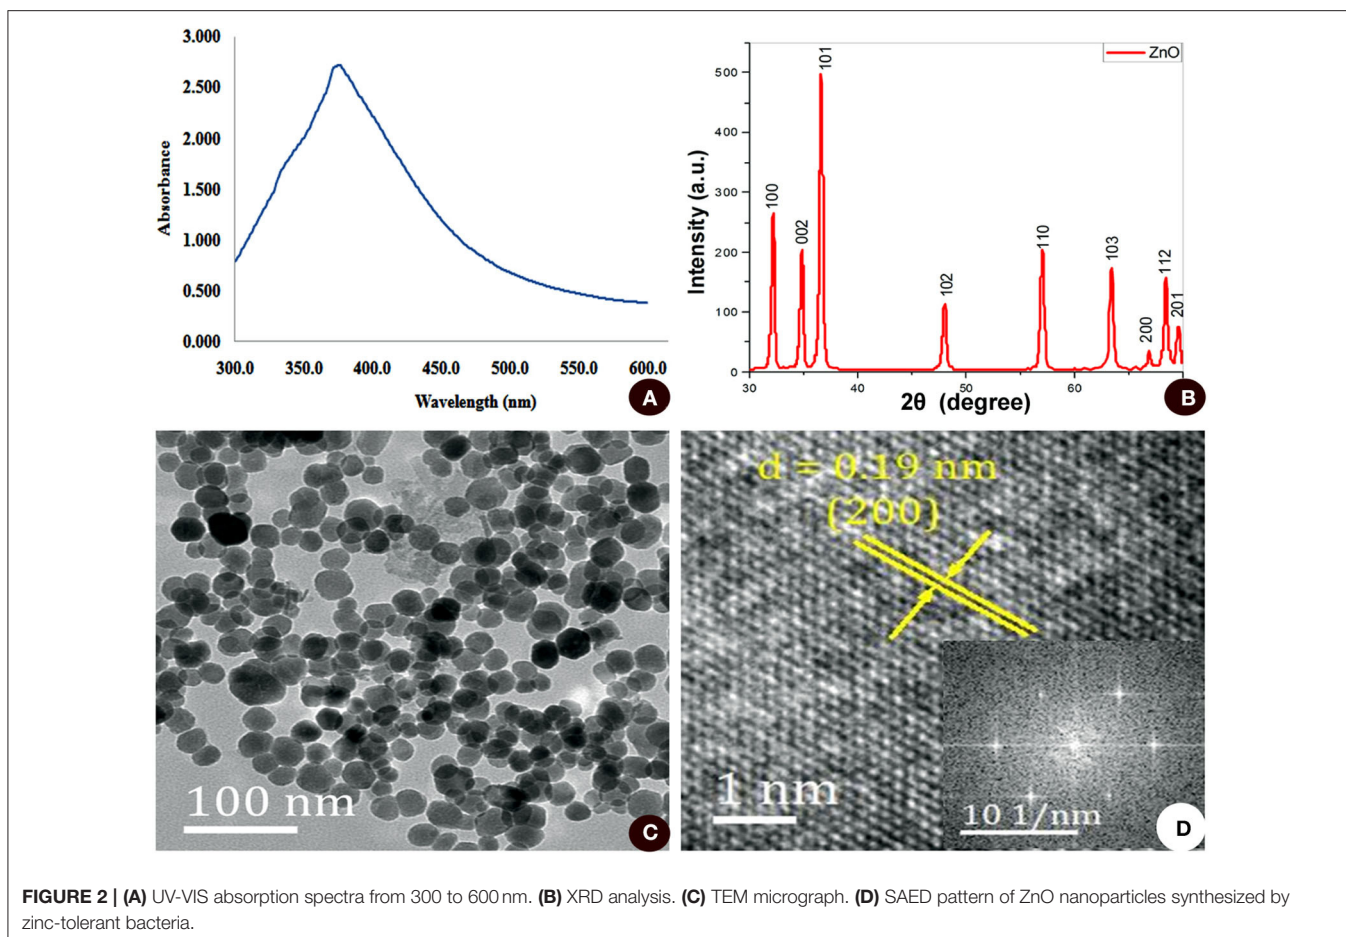 3.000
2.500
2.000
1.500
1.000
0.500
0.000
Absorbance
300.0 350.0 400.0 450.0 500.0 550.0 600.0
Wavelength (nm)
A
ZnO
500
400
300
200
100
0
Intensity (a.u.)
100
002
101
102
110
103
200
112
201
30 40 50 60
2θ (degree)
B
100 nm
C
d = 0.19 nm
(200)
1 nm
10 1/nm
D
FIGURE 2 | (A) UV-VIS absorption spectra from 300 to 600 nm. (B) XRD analysis. (C) TEM micrograph. (D) SAED pattern of ZnO nanoparticles synthesized by
zinc-tolerant bacteria.